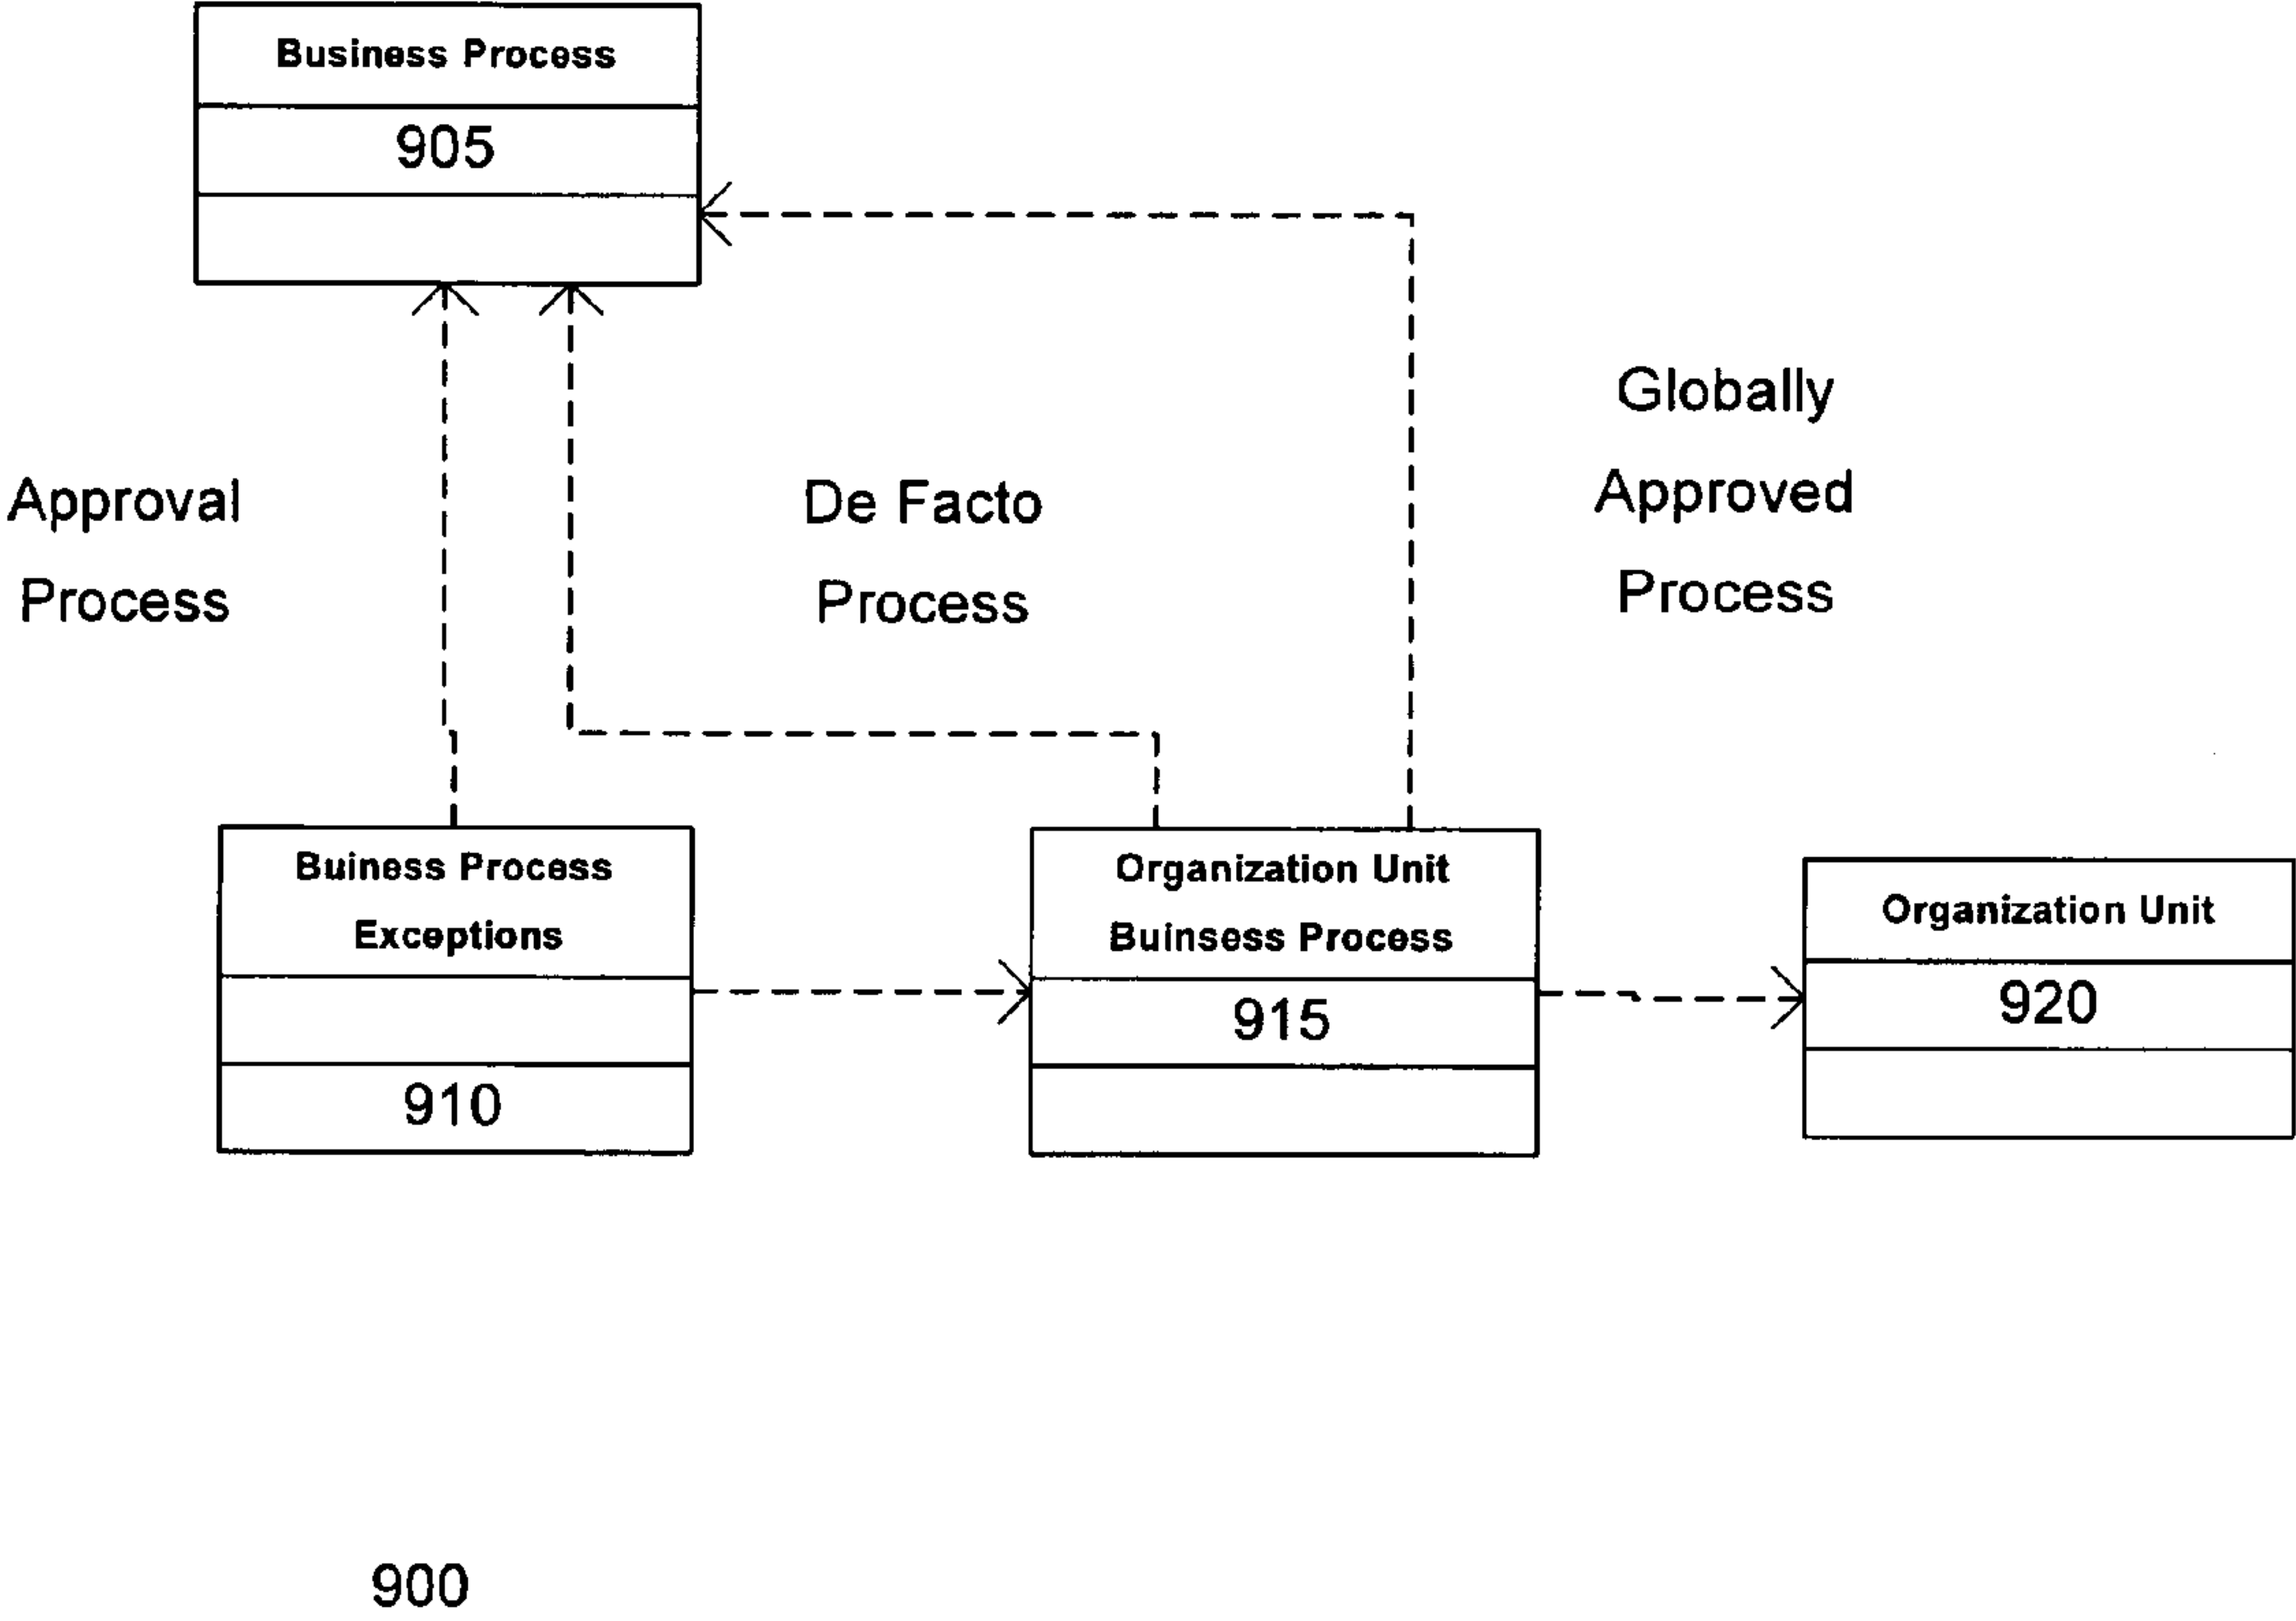 Business Process
905
Globally
Approved
Process
Approval
Process
De Facto
Process
Buiness Process
Exceptions
910
Organization Unit
Buinsess Process
915
Organization Unit
920
900